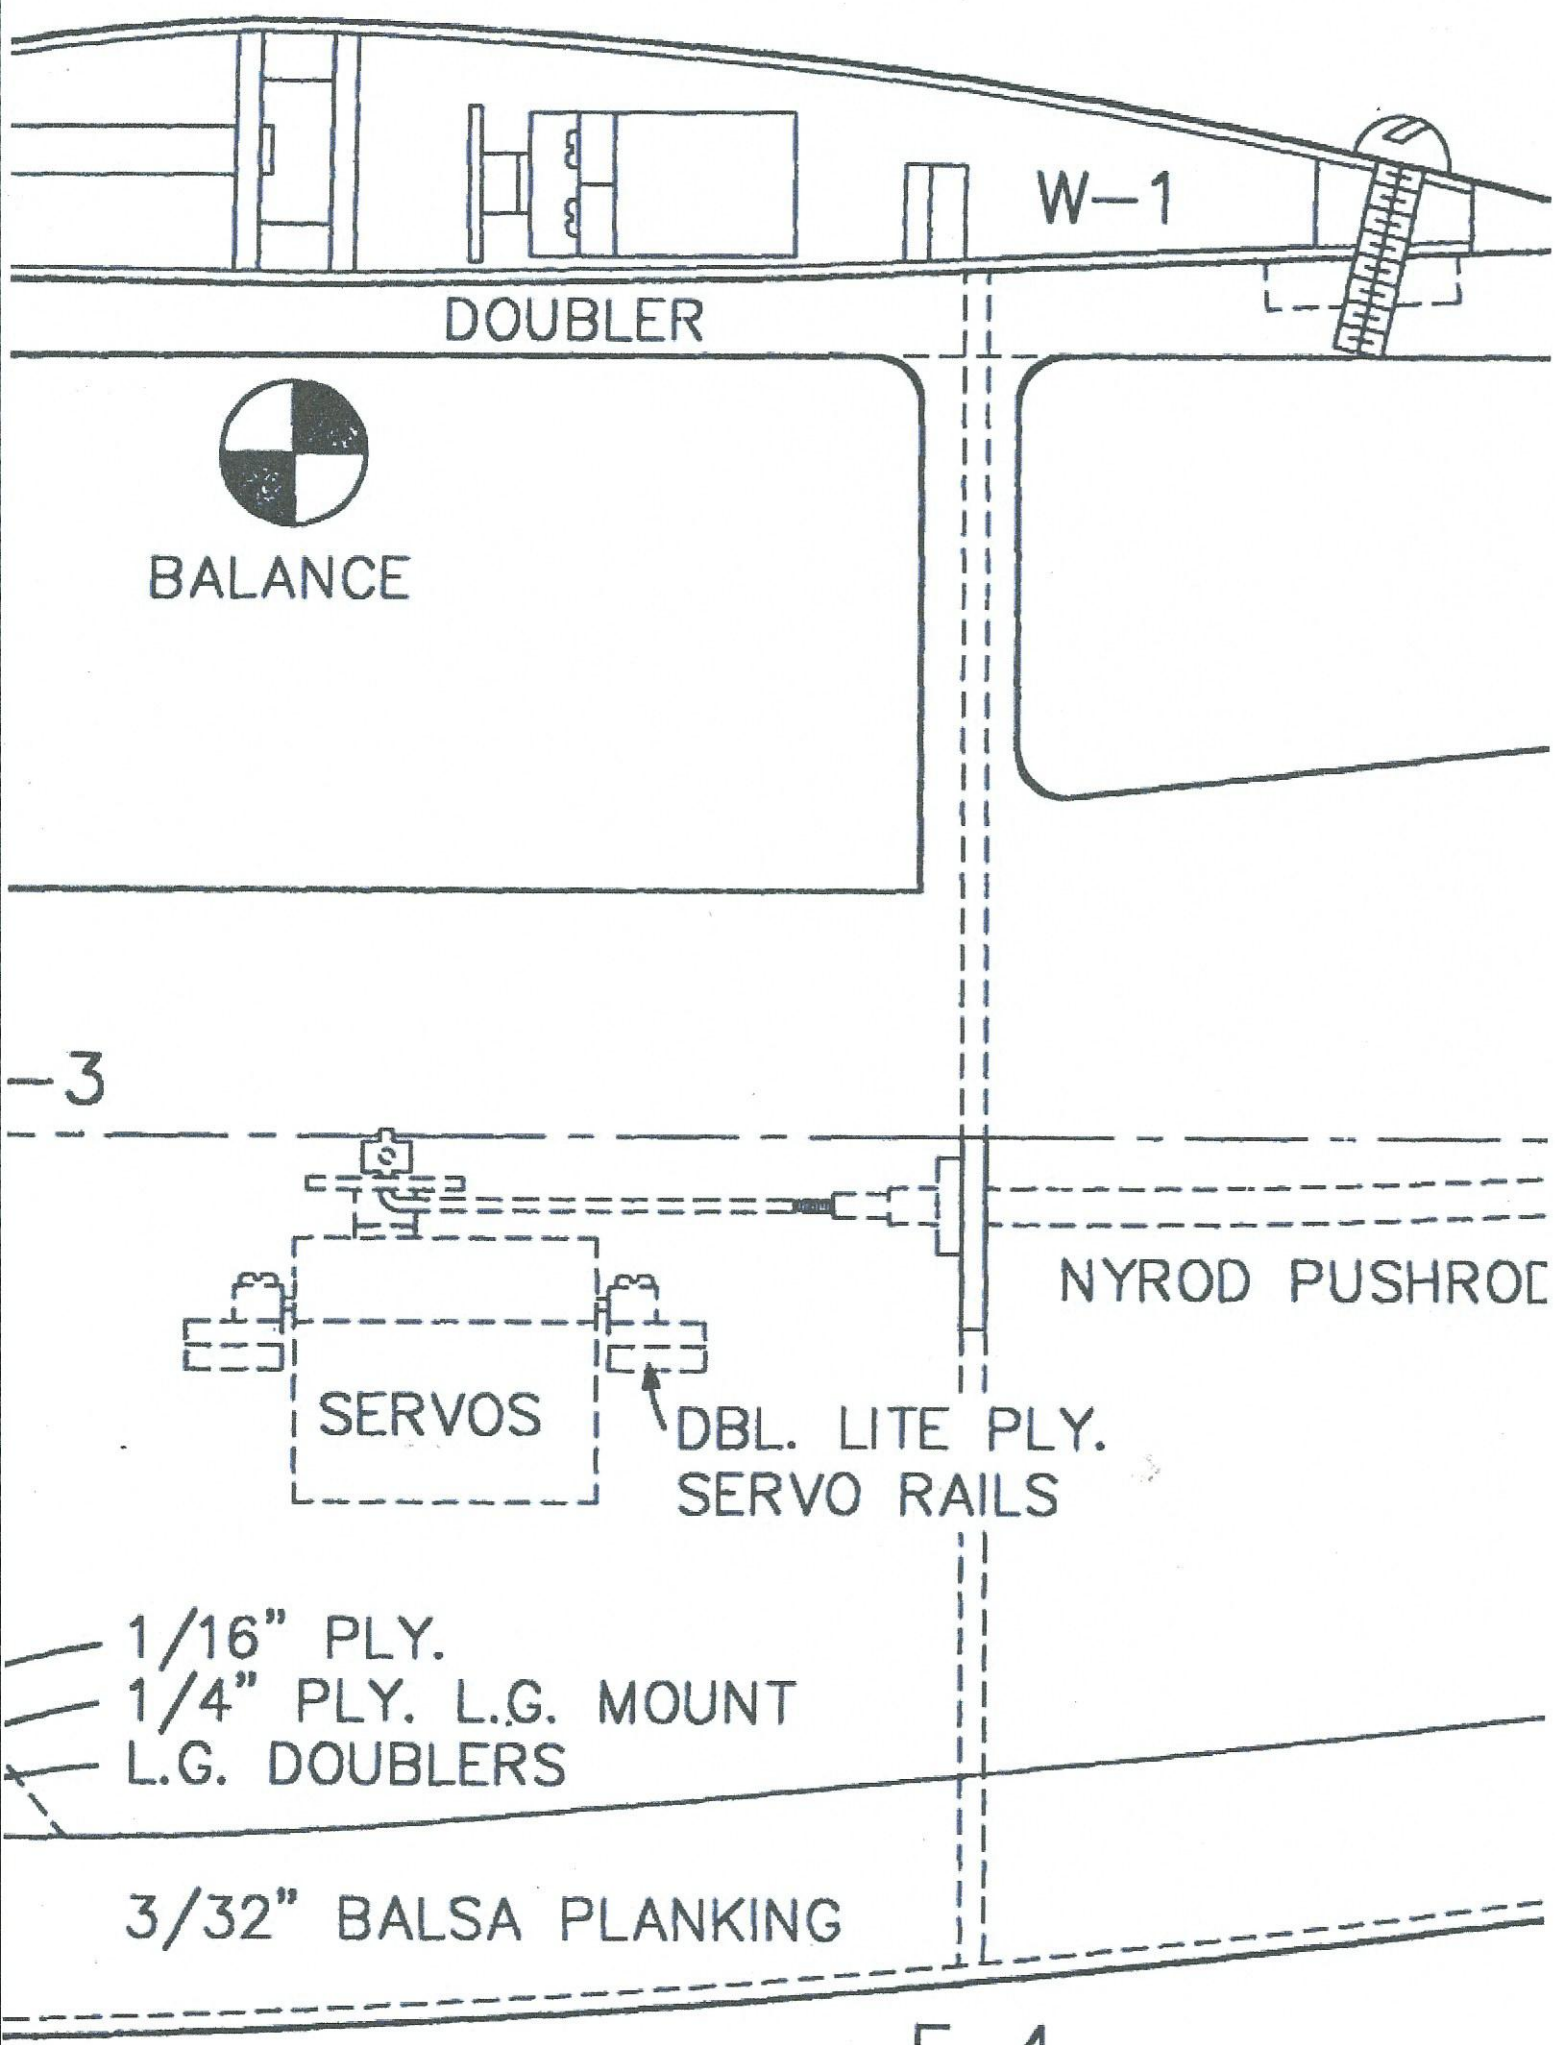 W-1
DOUBLER
BALANCE
-3
NYROD PUSHROD
SERVOS
DBL. LITE PLY.
SERVO RAILS
1/16" PLY.
1/4" PLY. L.G. MOUNT
L.G. DOUBLERS
3/32" BALSA PLANKING